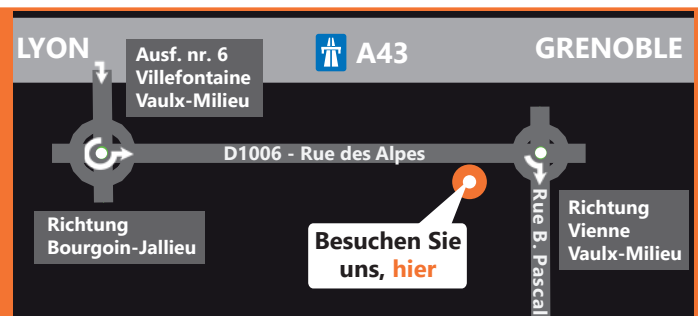 LYON
Ausf. nr. 6
Villefontaine
Vaulx-Milieu
A43
GRENOBLE
D1006 - Rue des Alpes
Richtung
Bourgoin-Jallieu
Besuchen Sie
uns, hier
Rue B. Pascal
Richtung
Vienne
Vaulx-Milieu